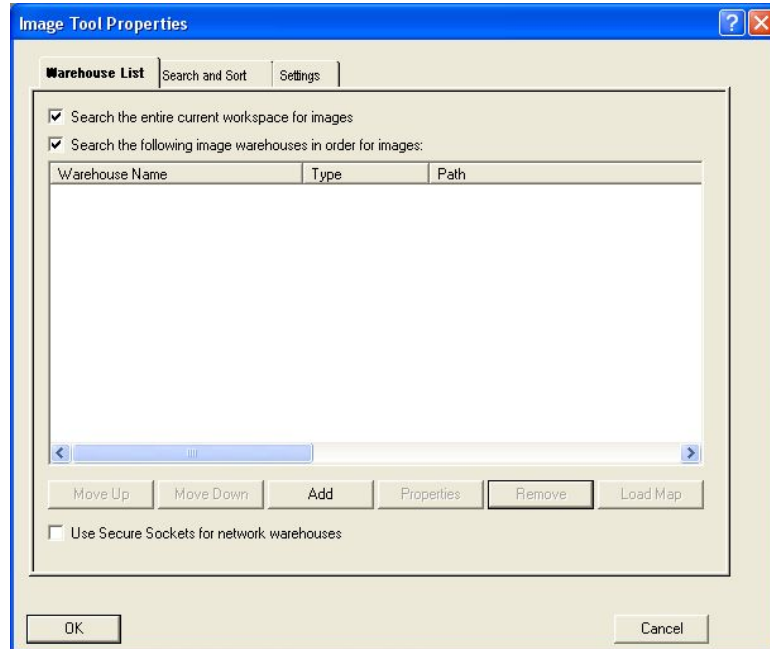 Image Tool Properties
Warehouse List Search and Sort Settings
Search the entire current workspace for images
Search the following image warehouses in order for images:
Warehouse Name Type Path
Move Up Move Down Add Properties Remove Load Map
Use Secure Sockets for network warehouses
OK Cancel